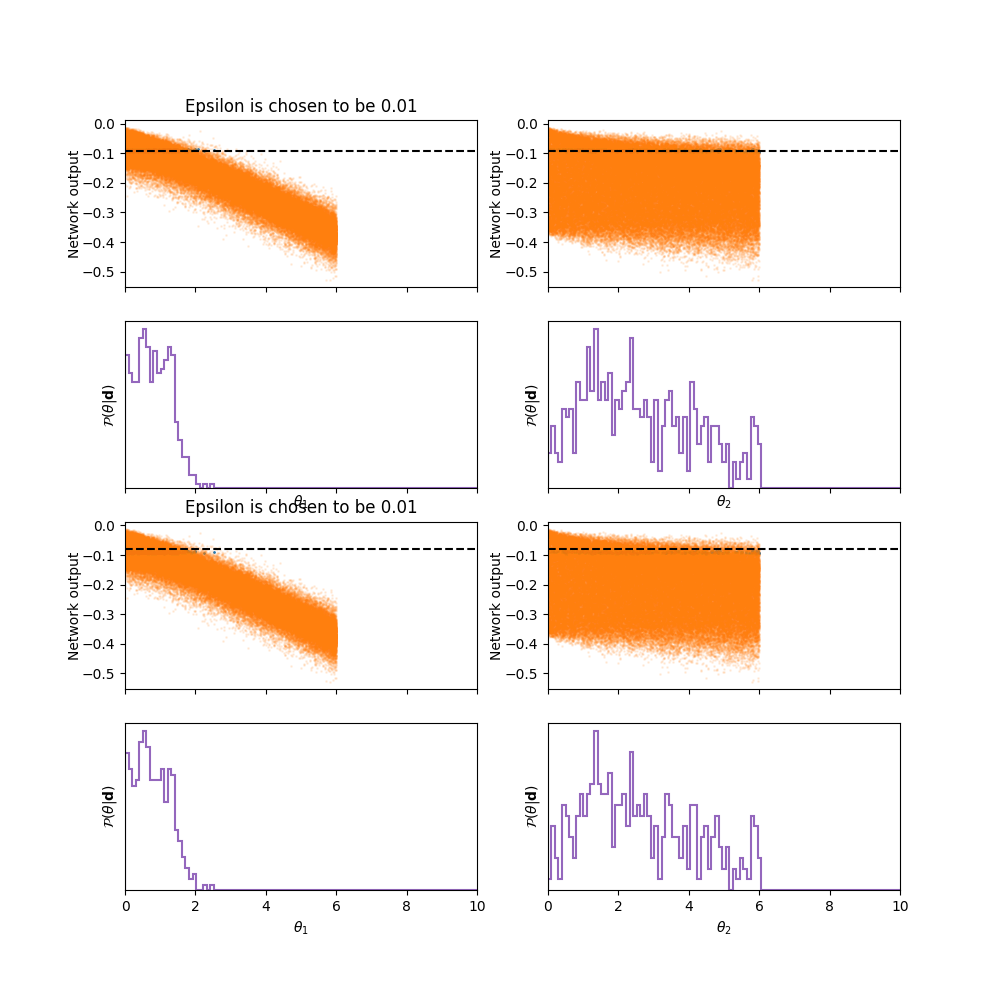 Epsilon is chosen to be 0.01
0.0
−0.1
−0.2
−0.3
−0.4
−0.5
Network output
0.0
−0.1
−0.2
−0.3
−0.4
−0.5
Network output
𝒫(θ|𝐝)
𝒫(θ|𝐝)
θ₁
θ₂
Epsilon is chosen to be 0.01
0.0
−0.1
−0.2
−0.3
−0.4
−0.5
Network output
0.0
−0.1
−0.2
−0.3
−0.4
−0.5
Network output
𝒫(θ|𝐝)
𝒫(θ|𝐝)
0 2 4 6 8 10
0 2 4 6 8 10
θ₁
θ₂